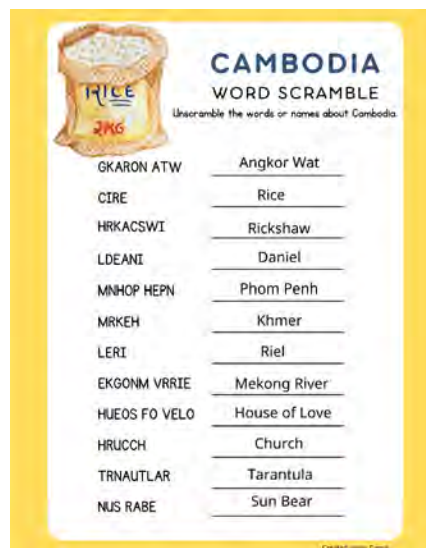 RICE
2KG
CAMBODIA
WORD SCRAMBLE
Unscramble the words or names about Cambodia.
GKARON ATW Angkor Wat
CIRE Rice
HRKACSWI Rickshaw
LDEANI Daniel
MNHOP HEPN Phom Penh
MRKEH Khmer
LERI Riel
EKGONM VRRIE Mekong River
HUEOS FO VELO House of Love
HRUCCH Church
TRNAUTLAR Tarantula
NUS RABE Sun Bear